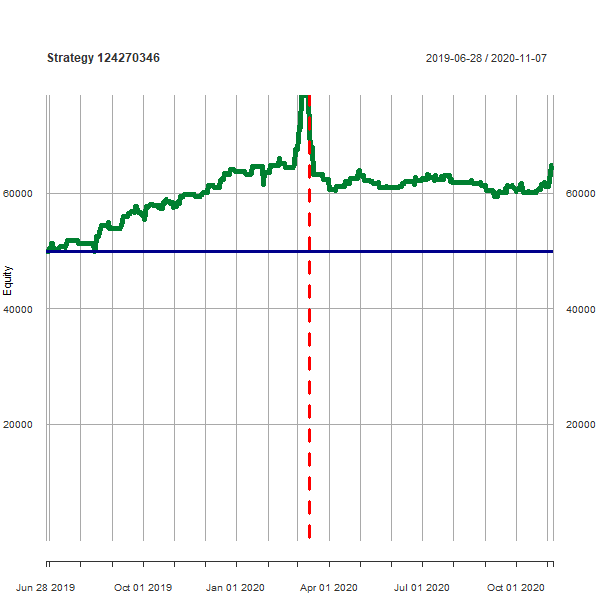 Strategy 124270346
2019-06-28 / 2020-11-07
Equity
60000
60000
40000
40000
20000
20000
Jun 28 2019
Oct 01 2019
Jan 01 2020
Apr 01 2020
Jul 01 2020
Oct 01 2020